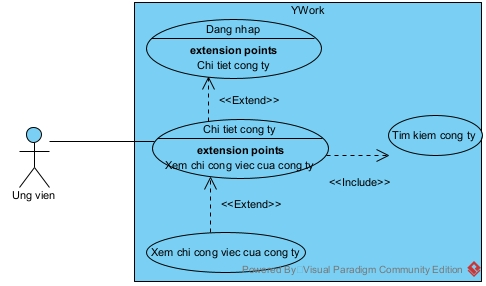 YWork
Dang nhap
extension points
Chi tiet cong ty
<<Extend>>
Chi tiet cong ty
extension points
Xem chi cong viec cua cong ty
Tim kiem cong ty
<<Include>>
Ung vien
<<Extend>>
Xem chi cong viec cua cong ty
Powered By Visual Paradigm Community Edition